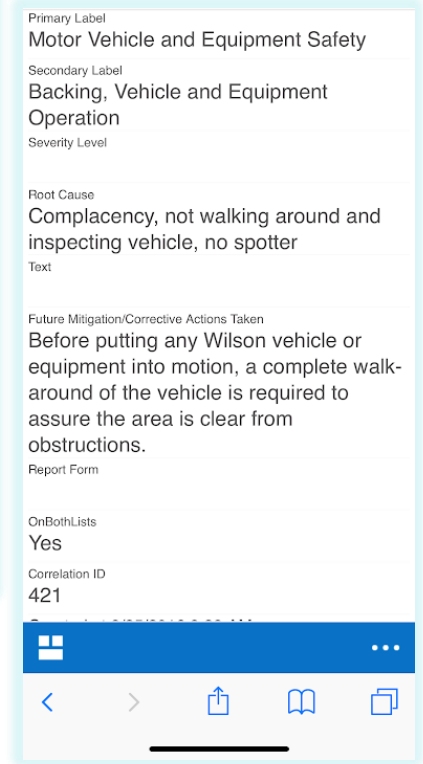 Primary Label
Motor Vehicle and Equipment Safety
Secondary Label
Backing, Vehicle and Equipment
Operation
Severity Level
Root Cause
Complacency, not walking around and
inspecting vehicle, no spotter
Text
Future Mitigation/Corrective Actions Taken
Before putting any Wilson vehicle or
equipment into motion, a complete walk-
around of the vehicle is required to
assure the area is clear from
obstructions.
Report Form
OnBothLists
Yes
Correlation ID
421